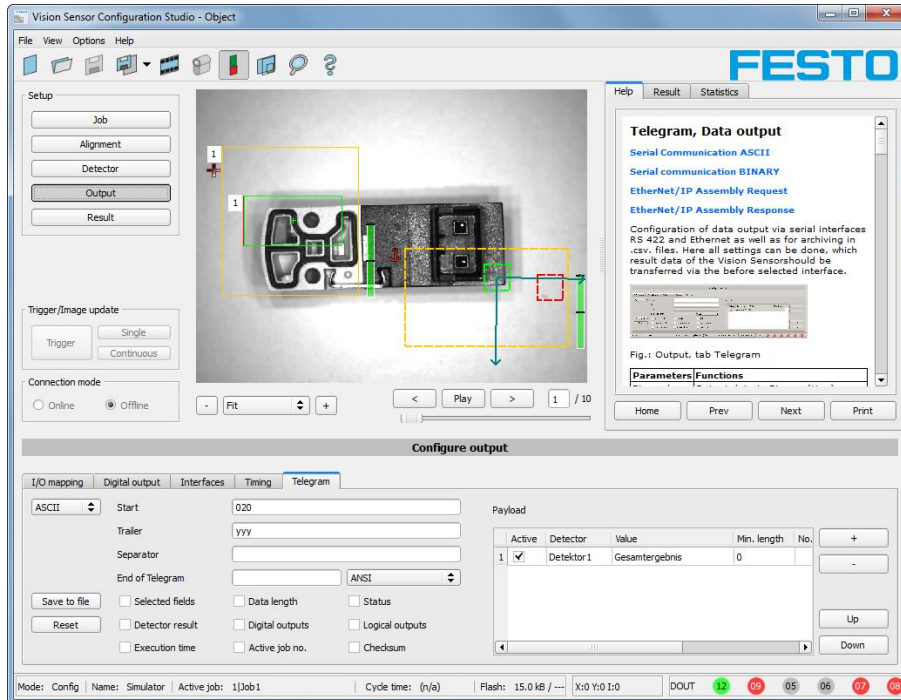 Vision Sensor Configuration Studio - Object
File View Options Help
FESTO
Setup
Job
Alignment
Detector
Output
Result
Trigger/Image update
Trigger
Single
Continuous
Connection mode
Online Offline
1
1
- Fit +
< Play > 1 / 10
Help Result Statistics
Telegram, Data output
Serial Communication ASCII
Serial communication BINARY
EtherNet/IP Assembly Request
EtherNet/IP Assembly Response
Configuration of data output via serial interfaces
RS 422 and Ethernet as well as for archiving in
.csv. files. Here all settings can be done, which
result data of the Vision Sensorshould be
transferred via the before selected interface.
Fig.: Output, tab Telegram
Parameters Functions
Home Prev Next Print
Configure output
I/O mapping Digital output Interfaces Timing Telegram
ASCII
Start 020
Trailer yyy
Separator
End of Telegram ANSI
Save to file
Reset
Selected fields Data length Status
Detector result Digital outputs Logical outputs
Execution time Active job no. Checksum
Payload
Active Detector Value Min. length No.
1 Detektor1 Gesamtergebnis 0
+
-
Up
Down
Mode: Config Name: Simulator Active job: 1|Job1 Cycle time: (n/a) Flash: 15.0 kB / --- X:0 Y:0 I:0 DOUT 12 09 05 06 07 08